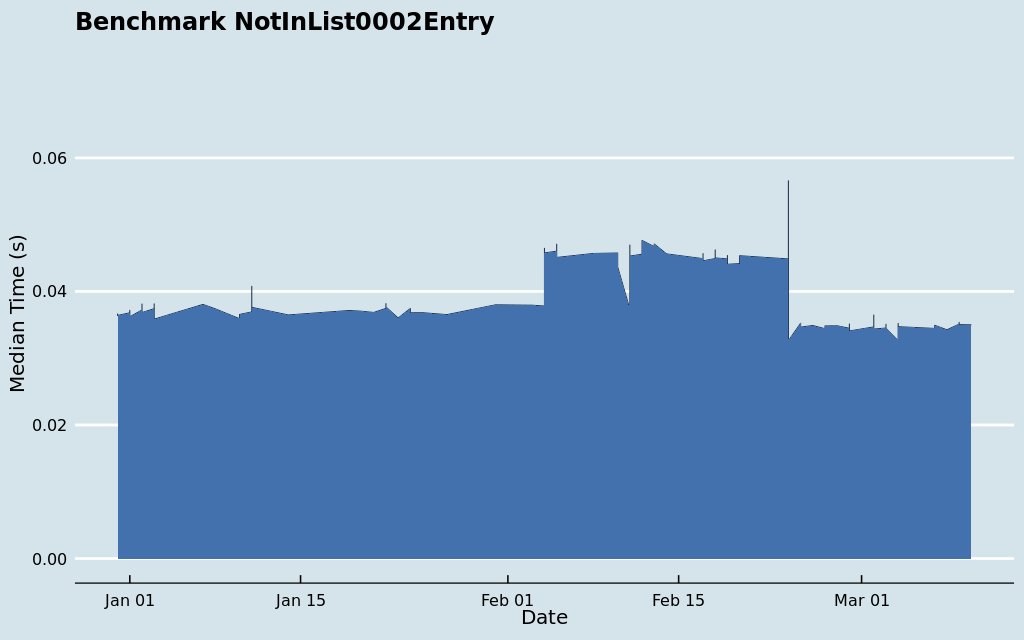 Benchmark NotInList0002Entry
0.06
0.04
0.02
0.00
Median Time (s)
Jan 01
Jan 15
Feb 01
Feb 15
Mar 01
Date